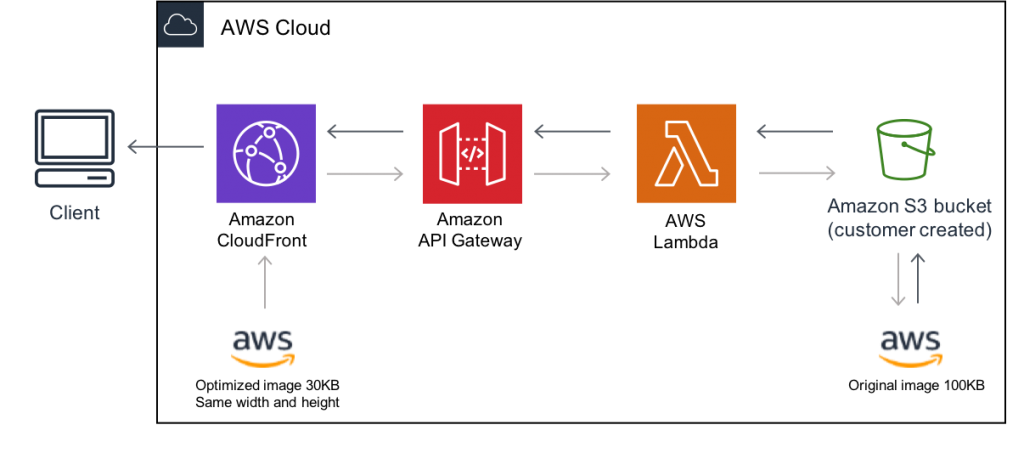 AWS Cloud
Client
Amazon
CloudFront
Amazon
API Gateway
</>
AWS
Lambda
Amazon S3 bucket
(customer created)
aws
Optimized image 30KB
Same width and height
aws
Original image 100KB